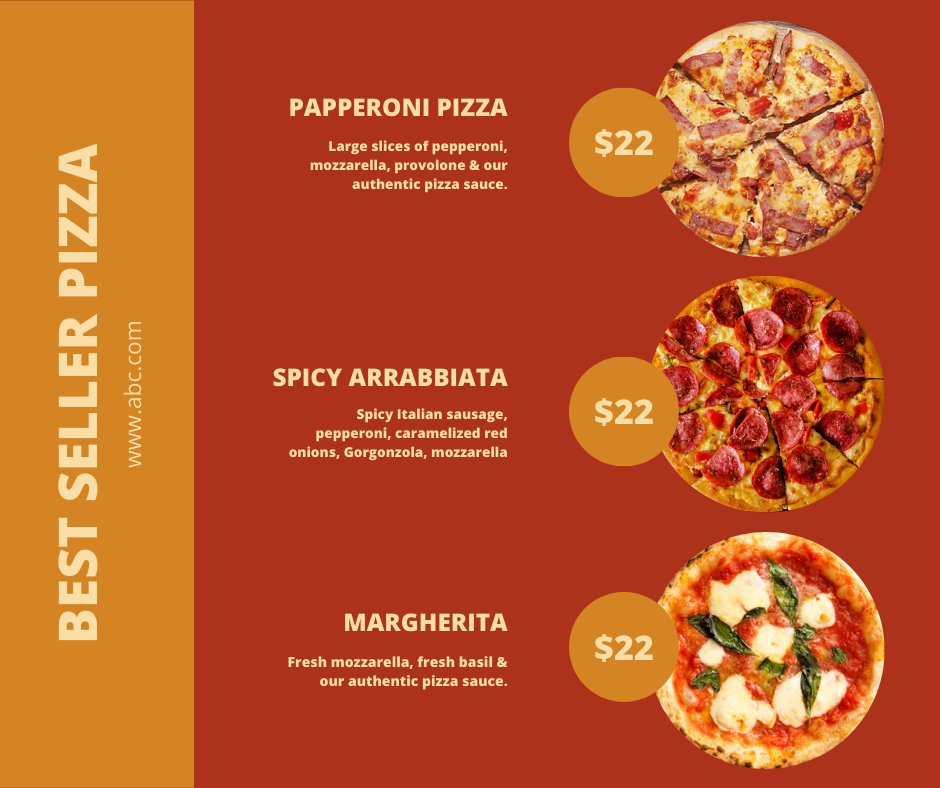 BEST SELLER PIZZA
www.abc.com
PAPPERONI PIZZA
Large slices of pepperoni,
mozzarella, provolone & our
authentic pizza sauce.
$22
SPICY ARRABBIATA
Spicy Italian sausage,
pepperoni, caramelized red
onions, Gorgonzola, mozzarella
$22
MARGHERITA
Fresh mozzarella, fresh basil &
our authentic pizza sauce.
$22